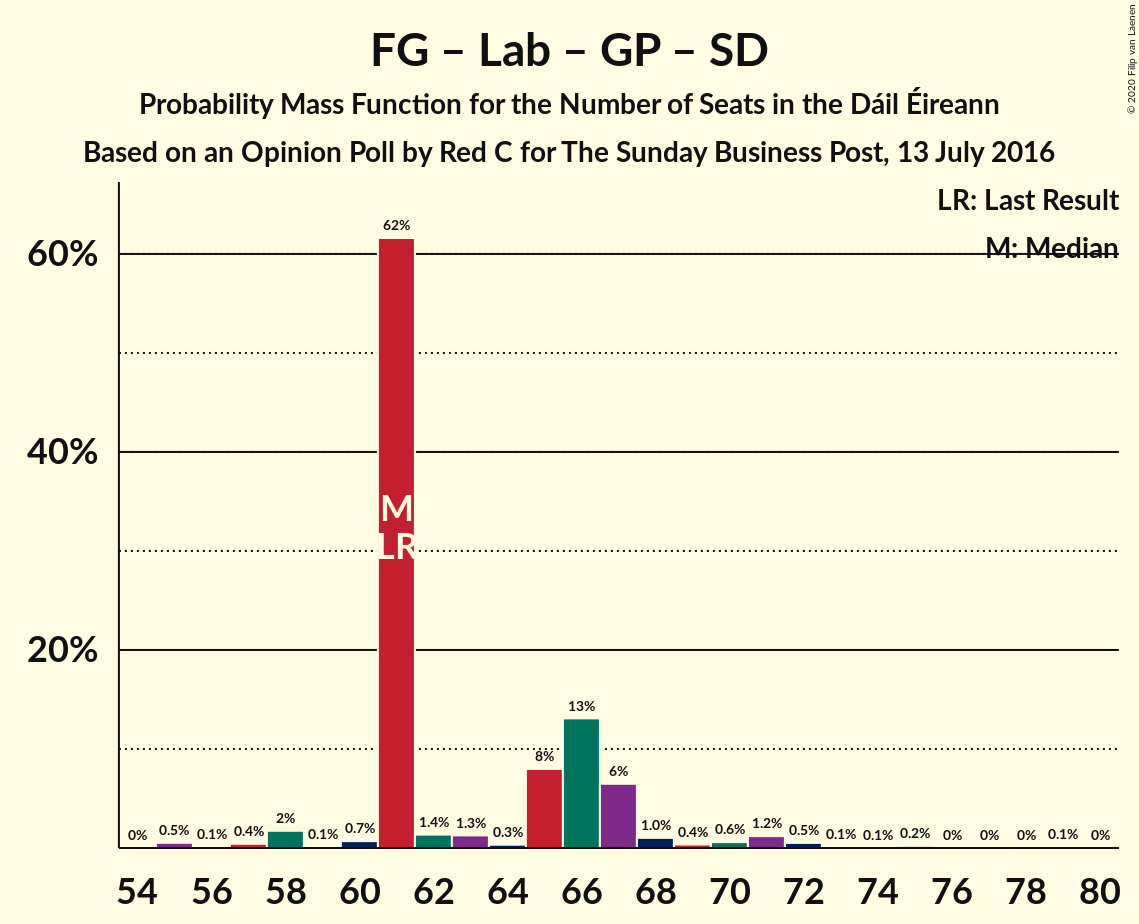 FG – Lab – GP – SD
Probability Mass Function for the Number of Seats in the Dáil Éireann
Based on an Opinion Poll by Red C for The Sunday Business Post, 13 July 2016
© 2020 Filip van Laenen
LR: Last Result
M: Median
60%
40%
20%
0% 0.5% 0.1% 0.4% 2% 0.1% 0.7% 62% 1.4% 1.3% 0.3% 8% 13% 6% 1.0% 0.4% 0.6% 1.2% 0.5% 0.1% 0.1% 0.2% 0% 0% 0% 0.1% 0%
M
LR
54 56 58 60 62 64 66 68 70 72 74 76 78 80